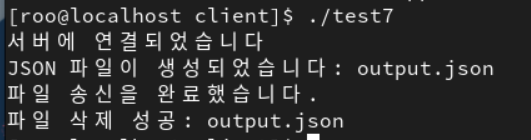 [roo@localhost client]$ ./test7
서버에 연결되었습니다
JSON 파일이 생성되었습니다: output.json
파일 송신을 완료했습니다.
파일 삭제 성공: output.json